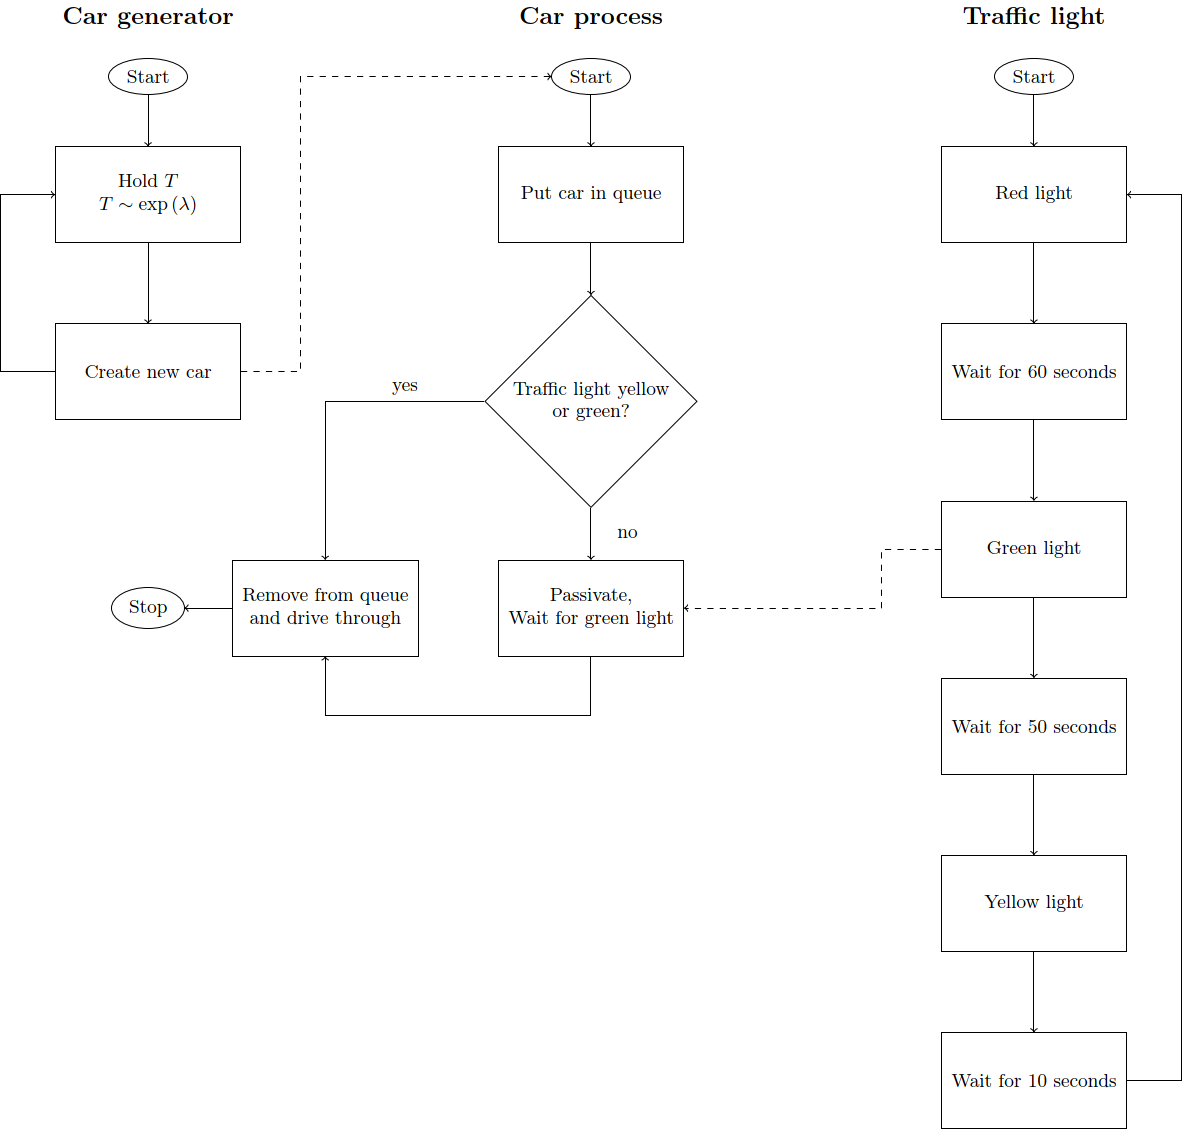 Car generator
Start
Hold T
T ∼ exp (λ)
Create new car
Car process
Start
Put car in queue
Traffic light yellow
or green?
yes
no
Remove from queue
and drive through
Stop
Passivate,
Wait for green light
Traffic light
Start
Red light
Wait for 60 seconds
Green light
Wait for 50 seconds
Yellow light
Wait for 10 seconds